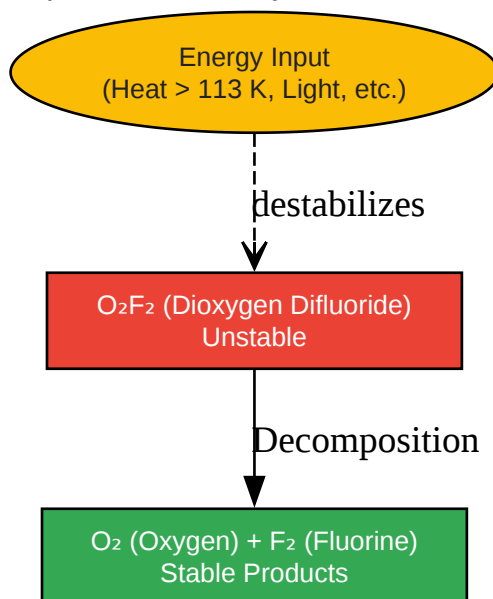 Energy Input
(Heat > 113 K, Light, etc.)
destabilizes
O₂F₂ (Dioxygen Difluoride)
Unstable
Decomposition
O₂ (Oxygen) + F₂ (Fluorine)
Stable Products